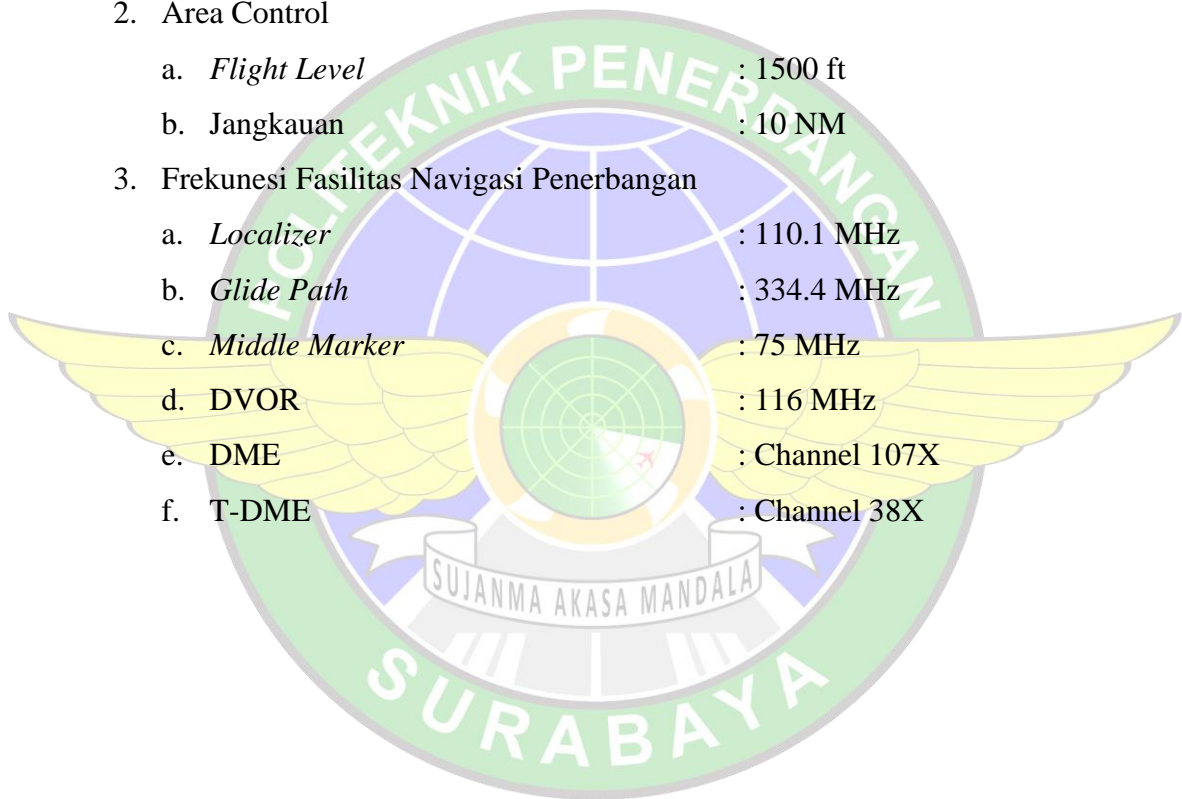 2. Area Control
a. Flight Level : 1500 ft
b. Jangkauan : 10 NM
3. Frekunesi Fasilitas Navigasi Penerbangan
a. Localizer : 110.1 MHz
b. Glide Path : 334.4 MHz
c. Middle Marker : 75 MHz
d. DVOR : 116 MHz
e. DME : Channel 107X
f. T-DME : Channel 38X
POLITEKNIK PENERBANGAN
SUJANMA AKASA MANDALA
SURABAYA